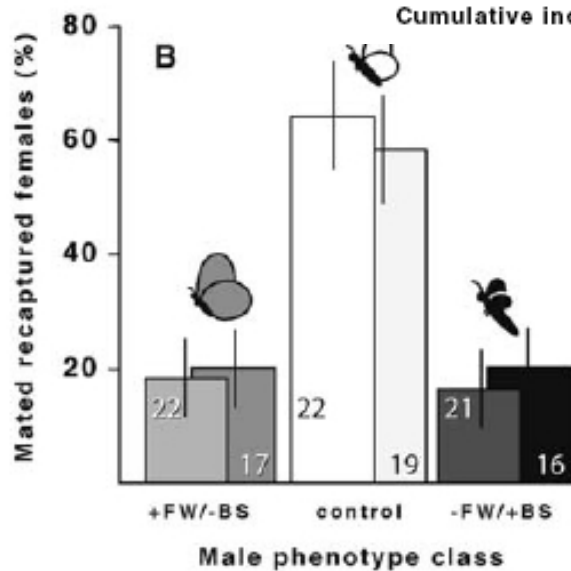 Cumulative inc
B
Mated recaptured females (%)
80
60
40
20
22
17
22
19
21
16
+FW/-BS control -FW/+BS
Male phenotype class